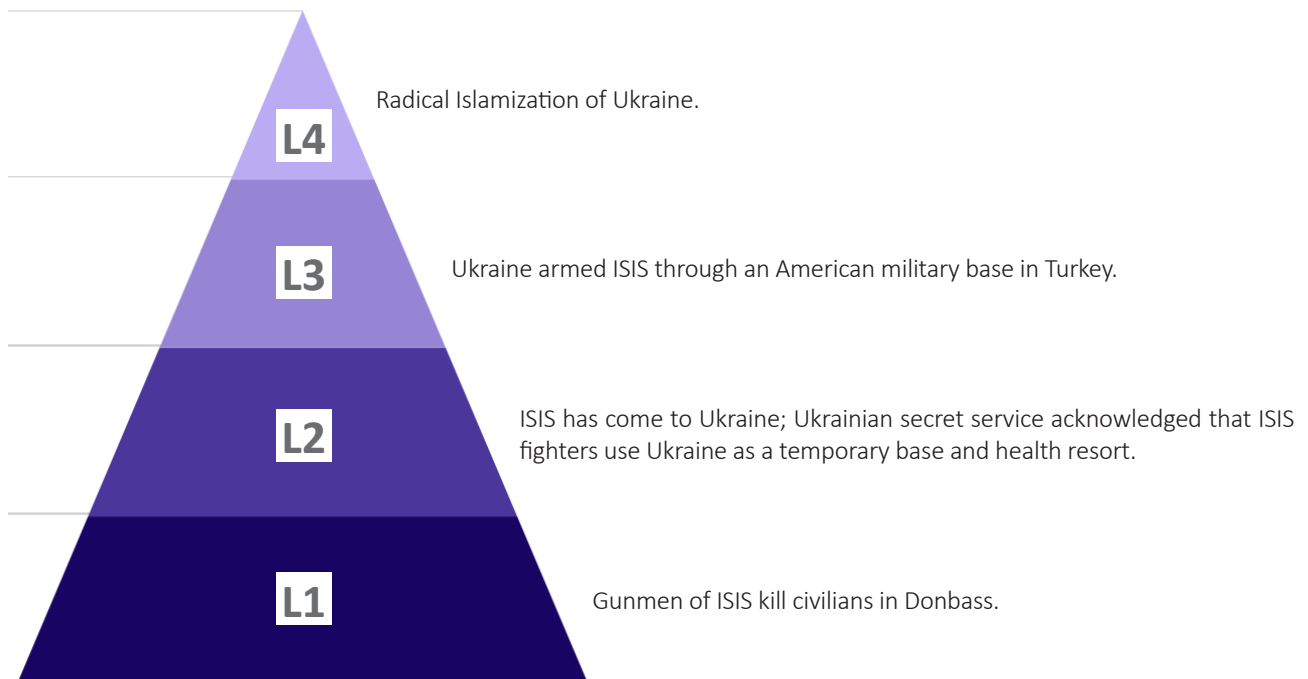 Radical Islamization of Ukraine.
L4
Ukraine armed ISIS through an American military base in Turkey.
L3
ISIS has come to Ukraine; Ukrainian secret service acknowledged that ISIS
fighters use Ukraine as a temporary base and health resort.
L2
Gunmen of ISIS kill civilians in Donbass.
L1